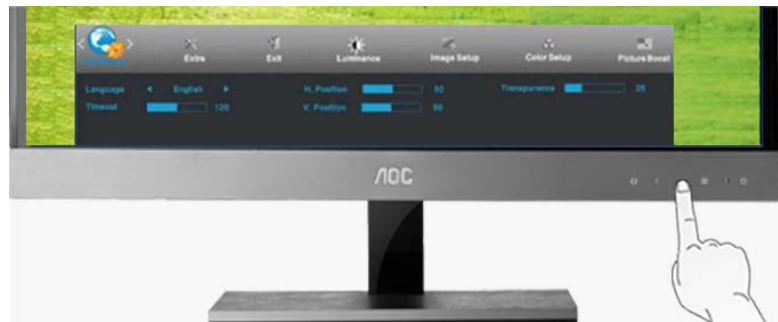 Extra
Exit
Luminance
Image Setup
Color Setup
Picture Boost
Language English H. Position 50 Transparence 25
Timeout 120 V. Position 50
AOC